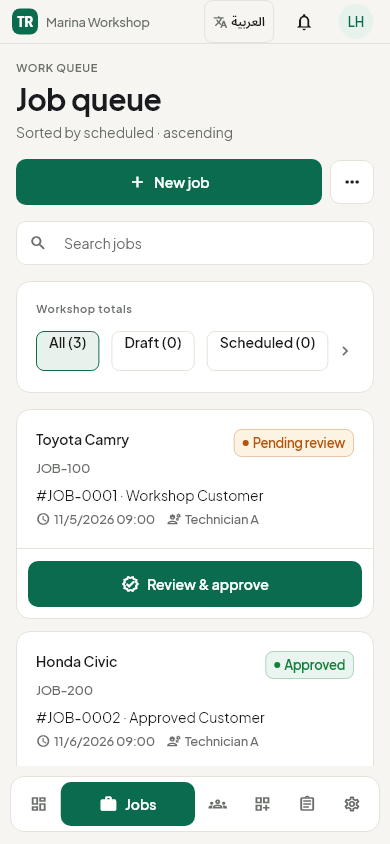 TR Marina Workshop العربية LH
WORK QUEUE
Job queue
Sorted by scheduled · ascending
+ New job
Search jobs
Workshop totals
All (3) Draft (0) Scheduled (0)
Toyota Camry
Pending review
JOB-100
#JOB-0001 · Workshop Customer
11/5/2026 09:00 Technician A
Review & approve
Honda Civic
Approved
JOB-200
#JOB-0002 · Approved Customer
11/6/2026 09:00 Technician A
Jobs